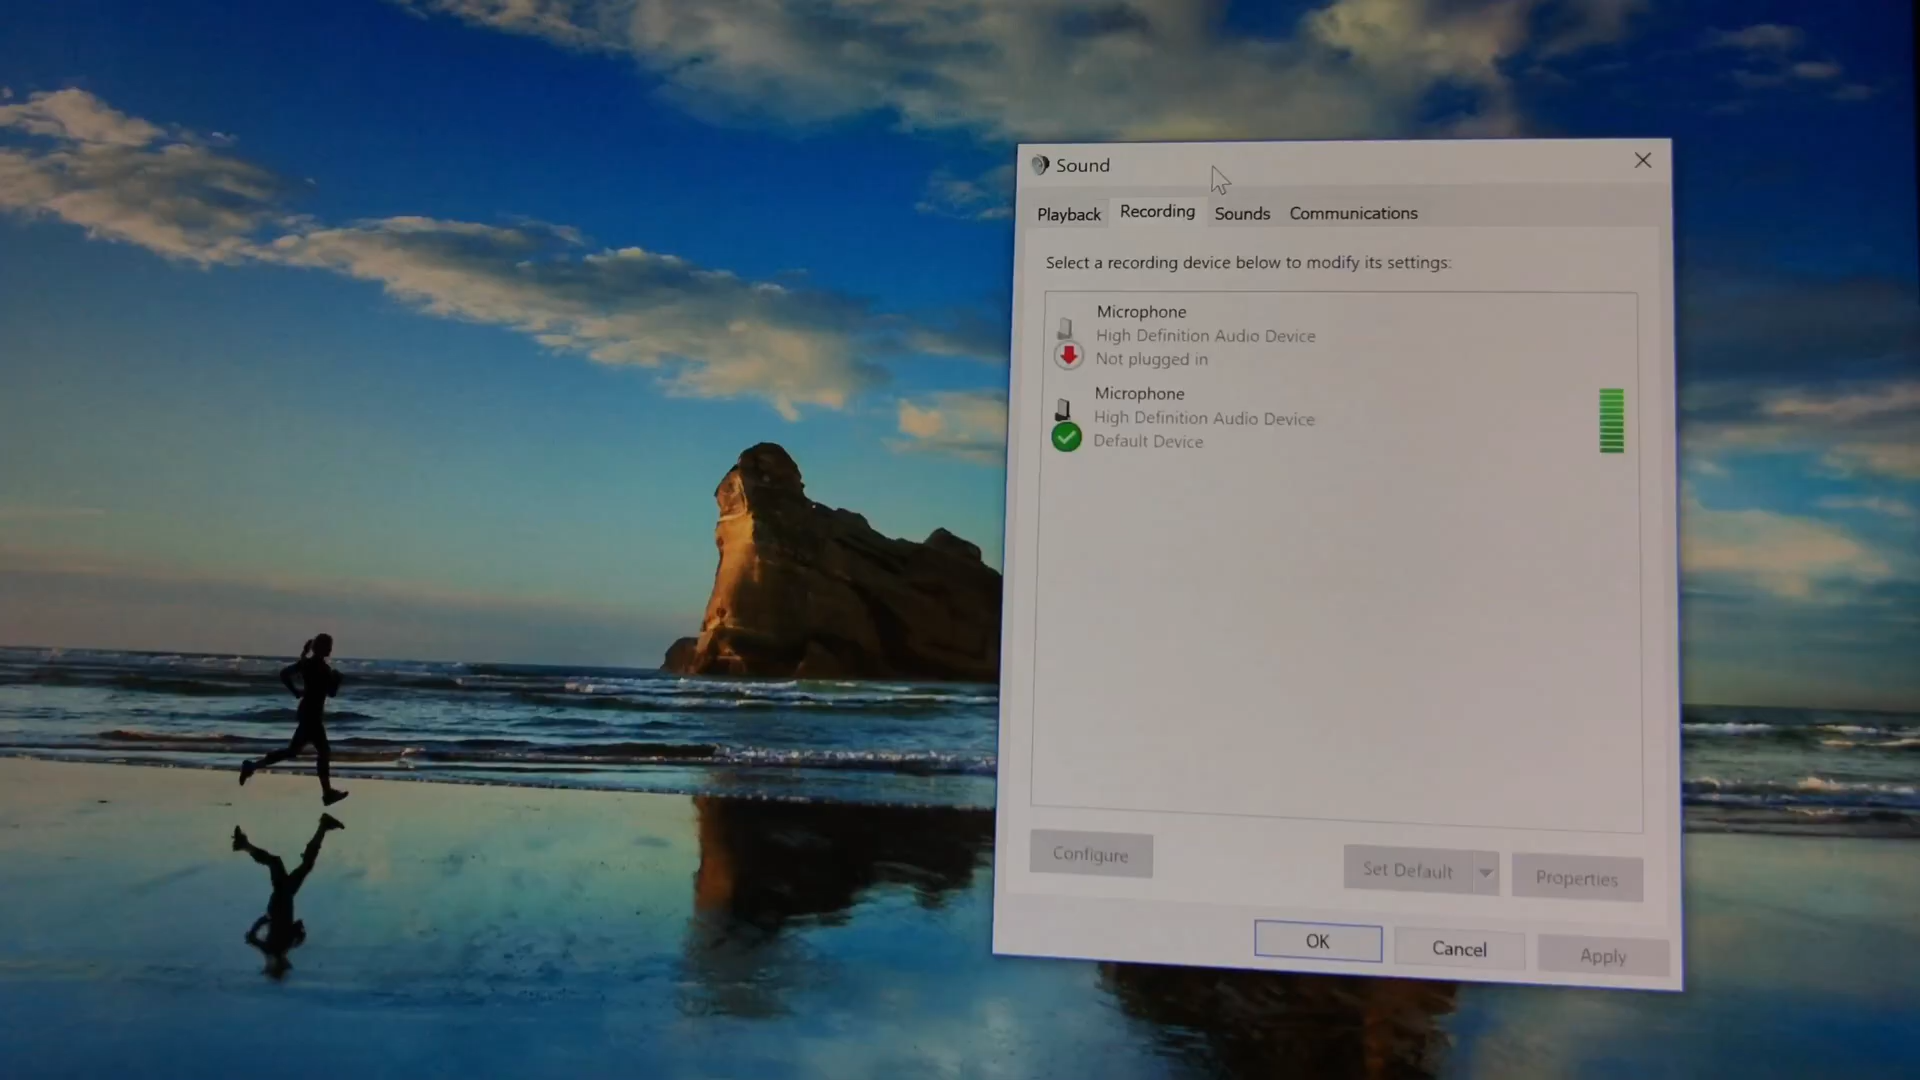 Sound
Playback Recording Sounds Communications
Select a recording device below to modify its settings:
Microphone
High Definition Audio Device
Not plugged in
Microphone
High Definition Audio Device
Default Device
Configure Set Default Properties
OK Cancel Apply